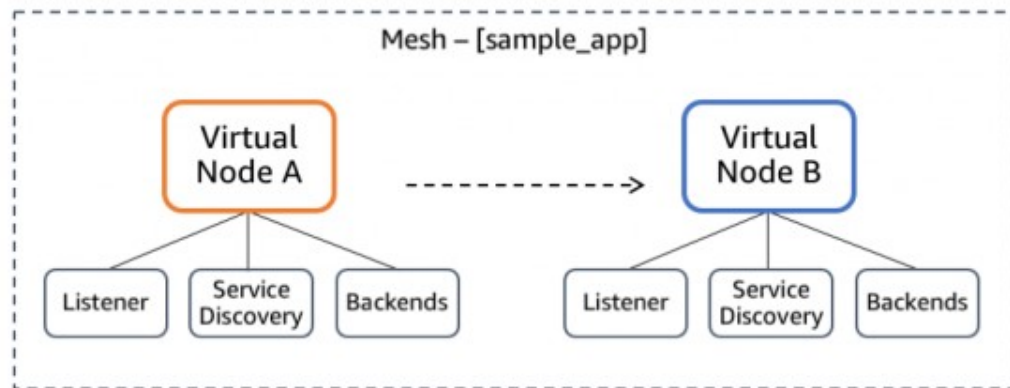 Mesh – [sample_app]
Virtual
Node A
Virtual
Node B
Listener
Service
Discovery
Backends
Listener
Service
Discovery
Backends